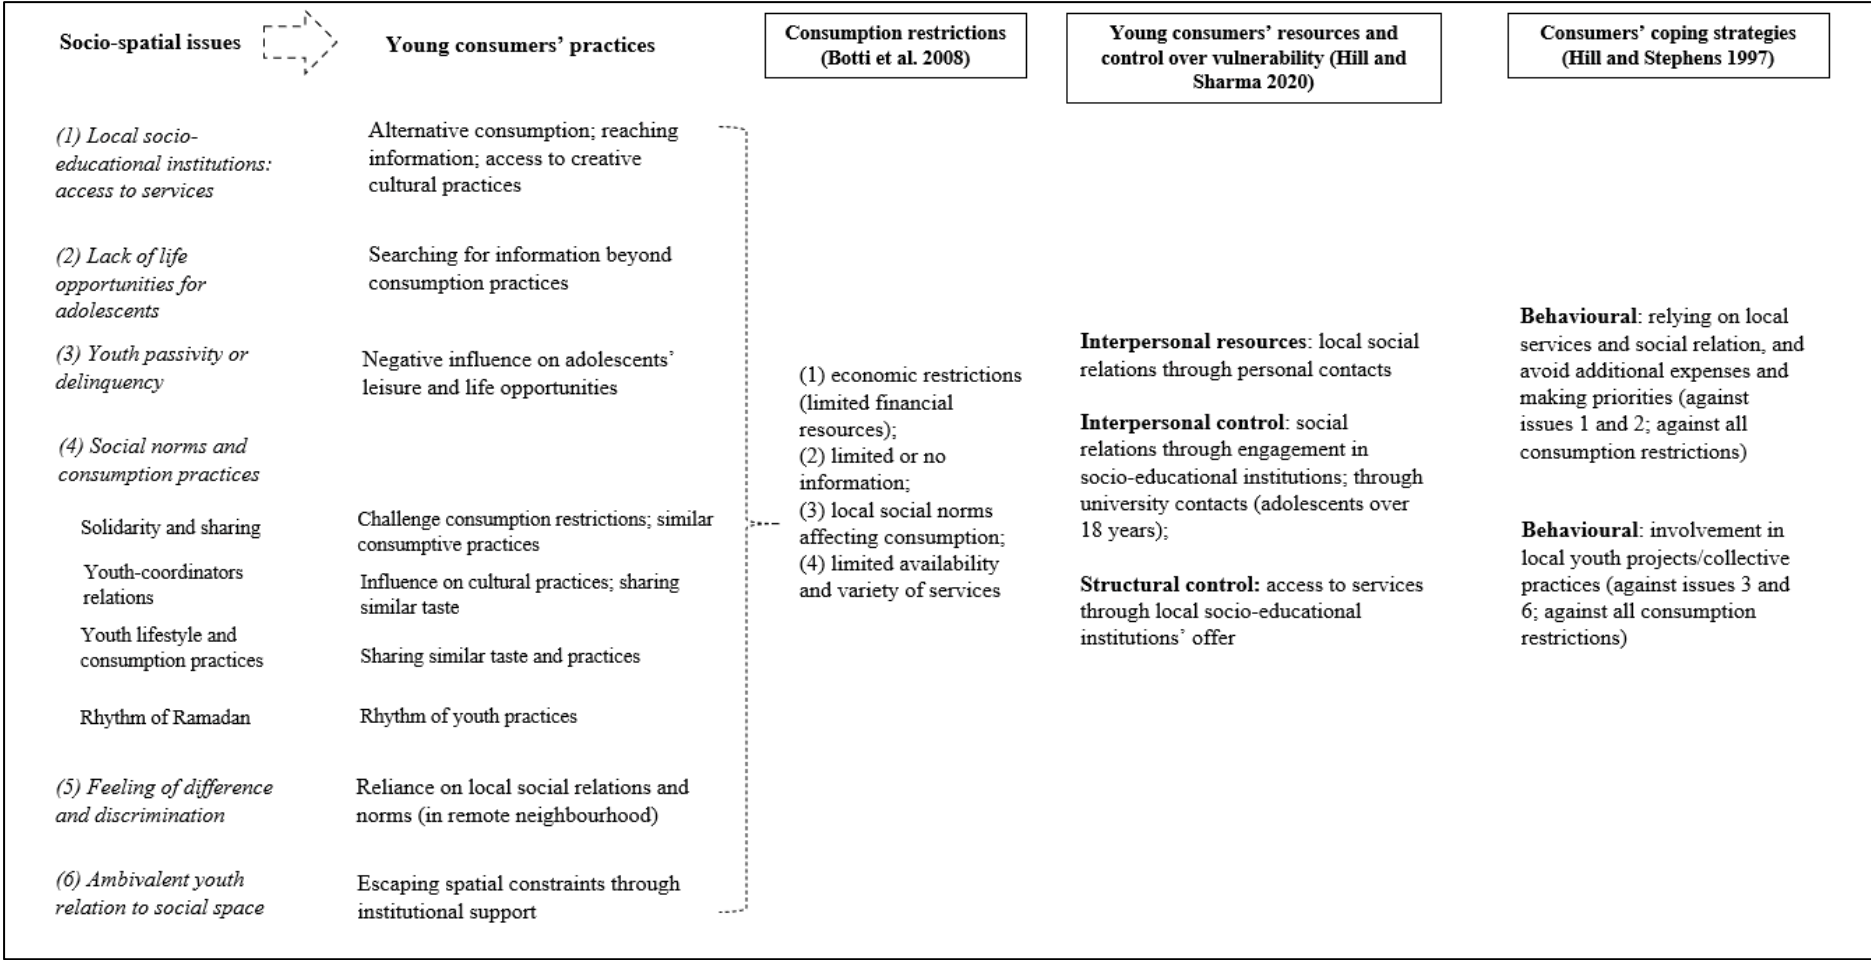 Socio-spatial issues
Young consumers’ practices
Consumption restrictions
(Botti et al. 2008)
Young consumers’ resources and
control over vulnerability (Hill and
Sharma 2020)
Consumers’ coping strategies
(Hill and Stephens 1997)
(1) Local socio-
educational institutions:
access to services
Alternative consumption; reaching
information; access to creative
cultural practices
(2) Lack of life
opportunities for
adolescents
Searching for information beyond
consumption practices
(3) Youth passivity or
delinquency
Negative influence on adolescents’
leisure and life opportunities
(4) Social norms and
consumption practices
Solidarity and sharing
Challenge consumption restrictions; similar
consumptive practices
Youth-coordinators
relations
Influence on cultural practices; sharing
similar taste
Youth lifestyle and
consumption practices
Sharing similar taste and practices
Rhythm of Ramadan
Rhythm of youth practices
(5) Feeling of difference
and discrimination
Reliance on local social relations and
norms (in remote neighbourhood)
(6) Ambivalent youth
relation to social space
Escaping spatial constraints through
institutional support
(1) economic restrictions
(limited financial
resources);
(2) limited or no
information;
(3) local social norms
affecting consumption;
(4) limited availability
and variety of services
Interpersonal resources: local social
relations through personal contacts
Interpersonal control: social
relations through engagement in
socio-educational institutions; through
university contacts (adolescents over
18 years);
Structural control: access to services
through local socio-educational
institutions’ offer
Behavioural: relying on local
services and social relation, and
avoid additional expenses and
making priorities (against
issues 1 and 2; against all
consumption restrictions)
Behavioural: involvement in
local youth projects/collective
practices (against issues 3 and
6; against all consumption
restrictions)